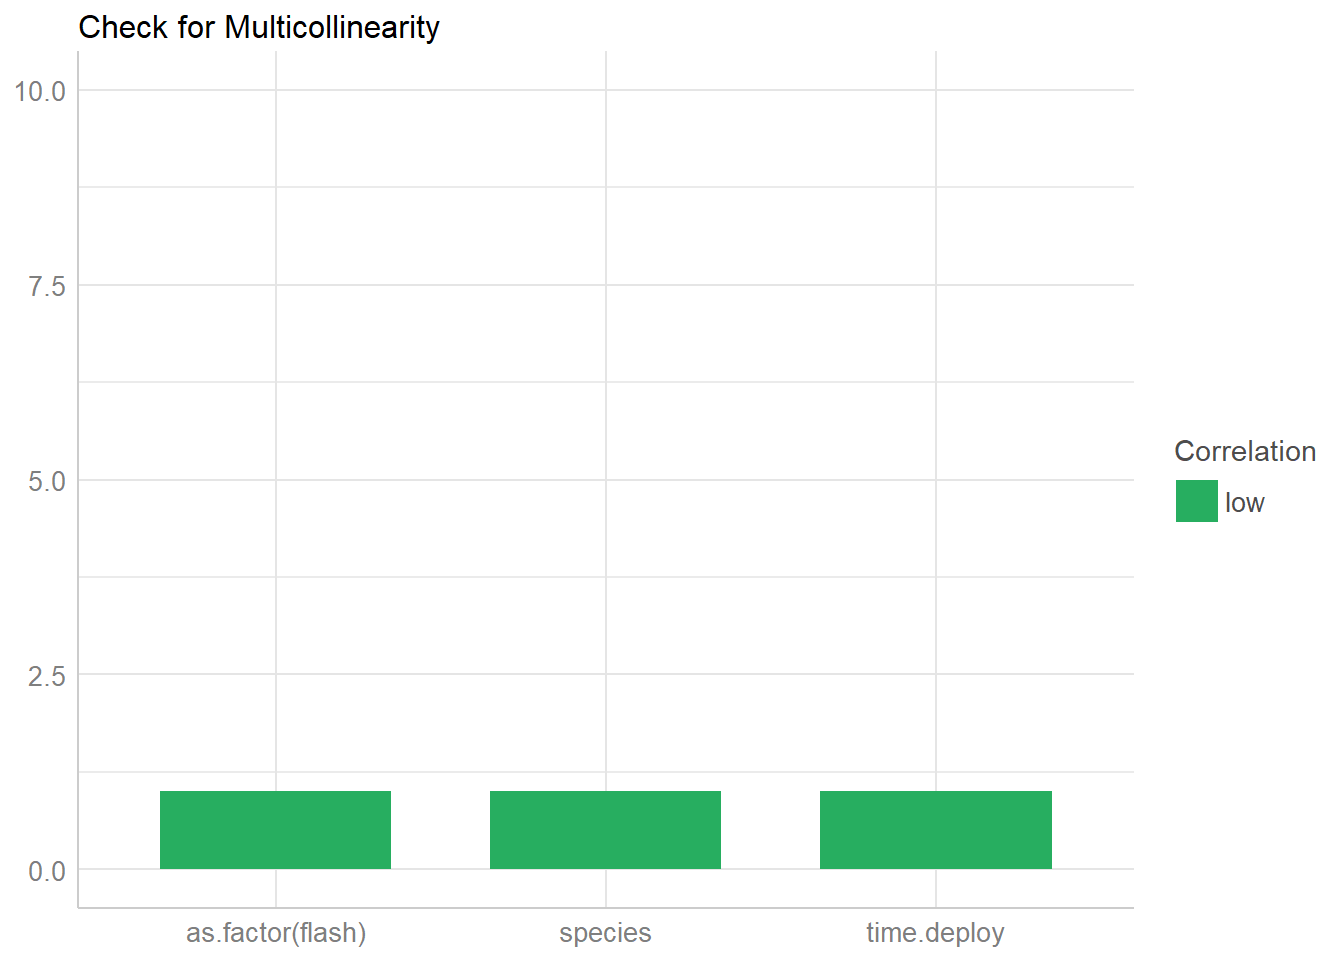 Check for Multicollinearity
10.0
7.5
5.0
2.5
0.0
as.factor(flash) species time.deploy
Correlation
low